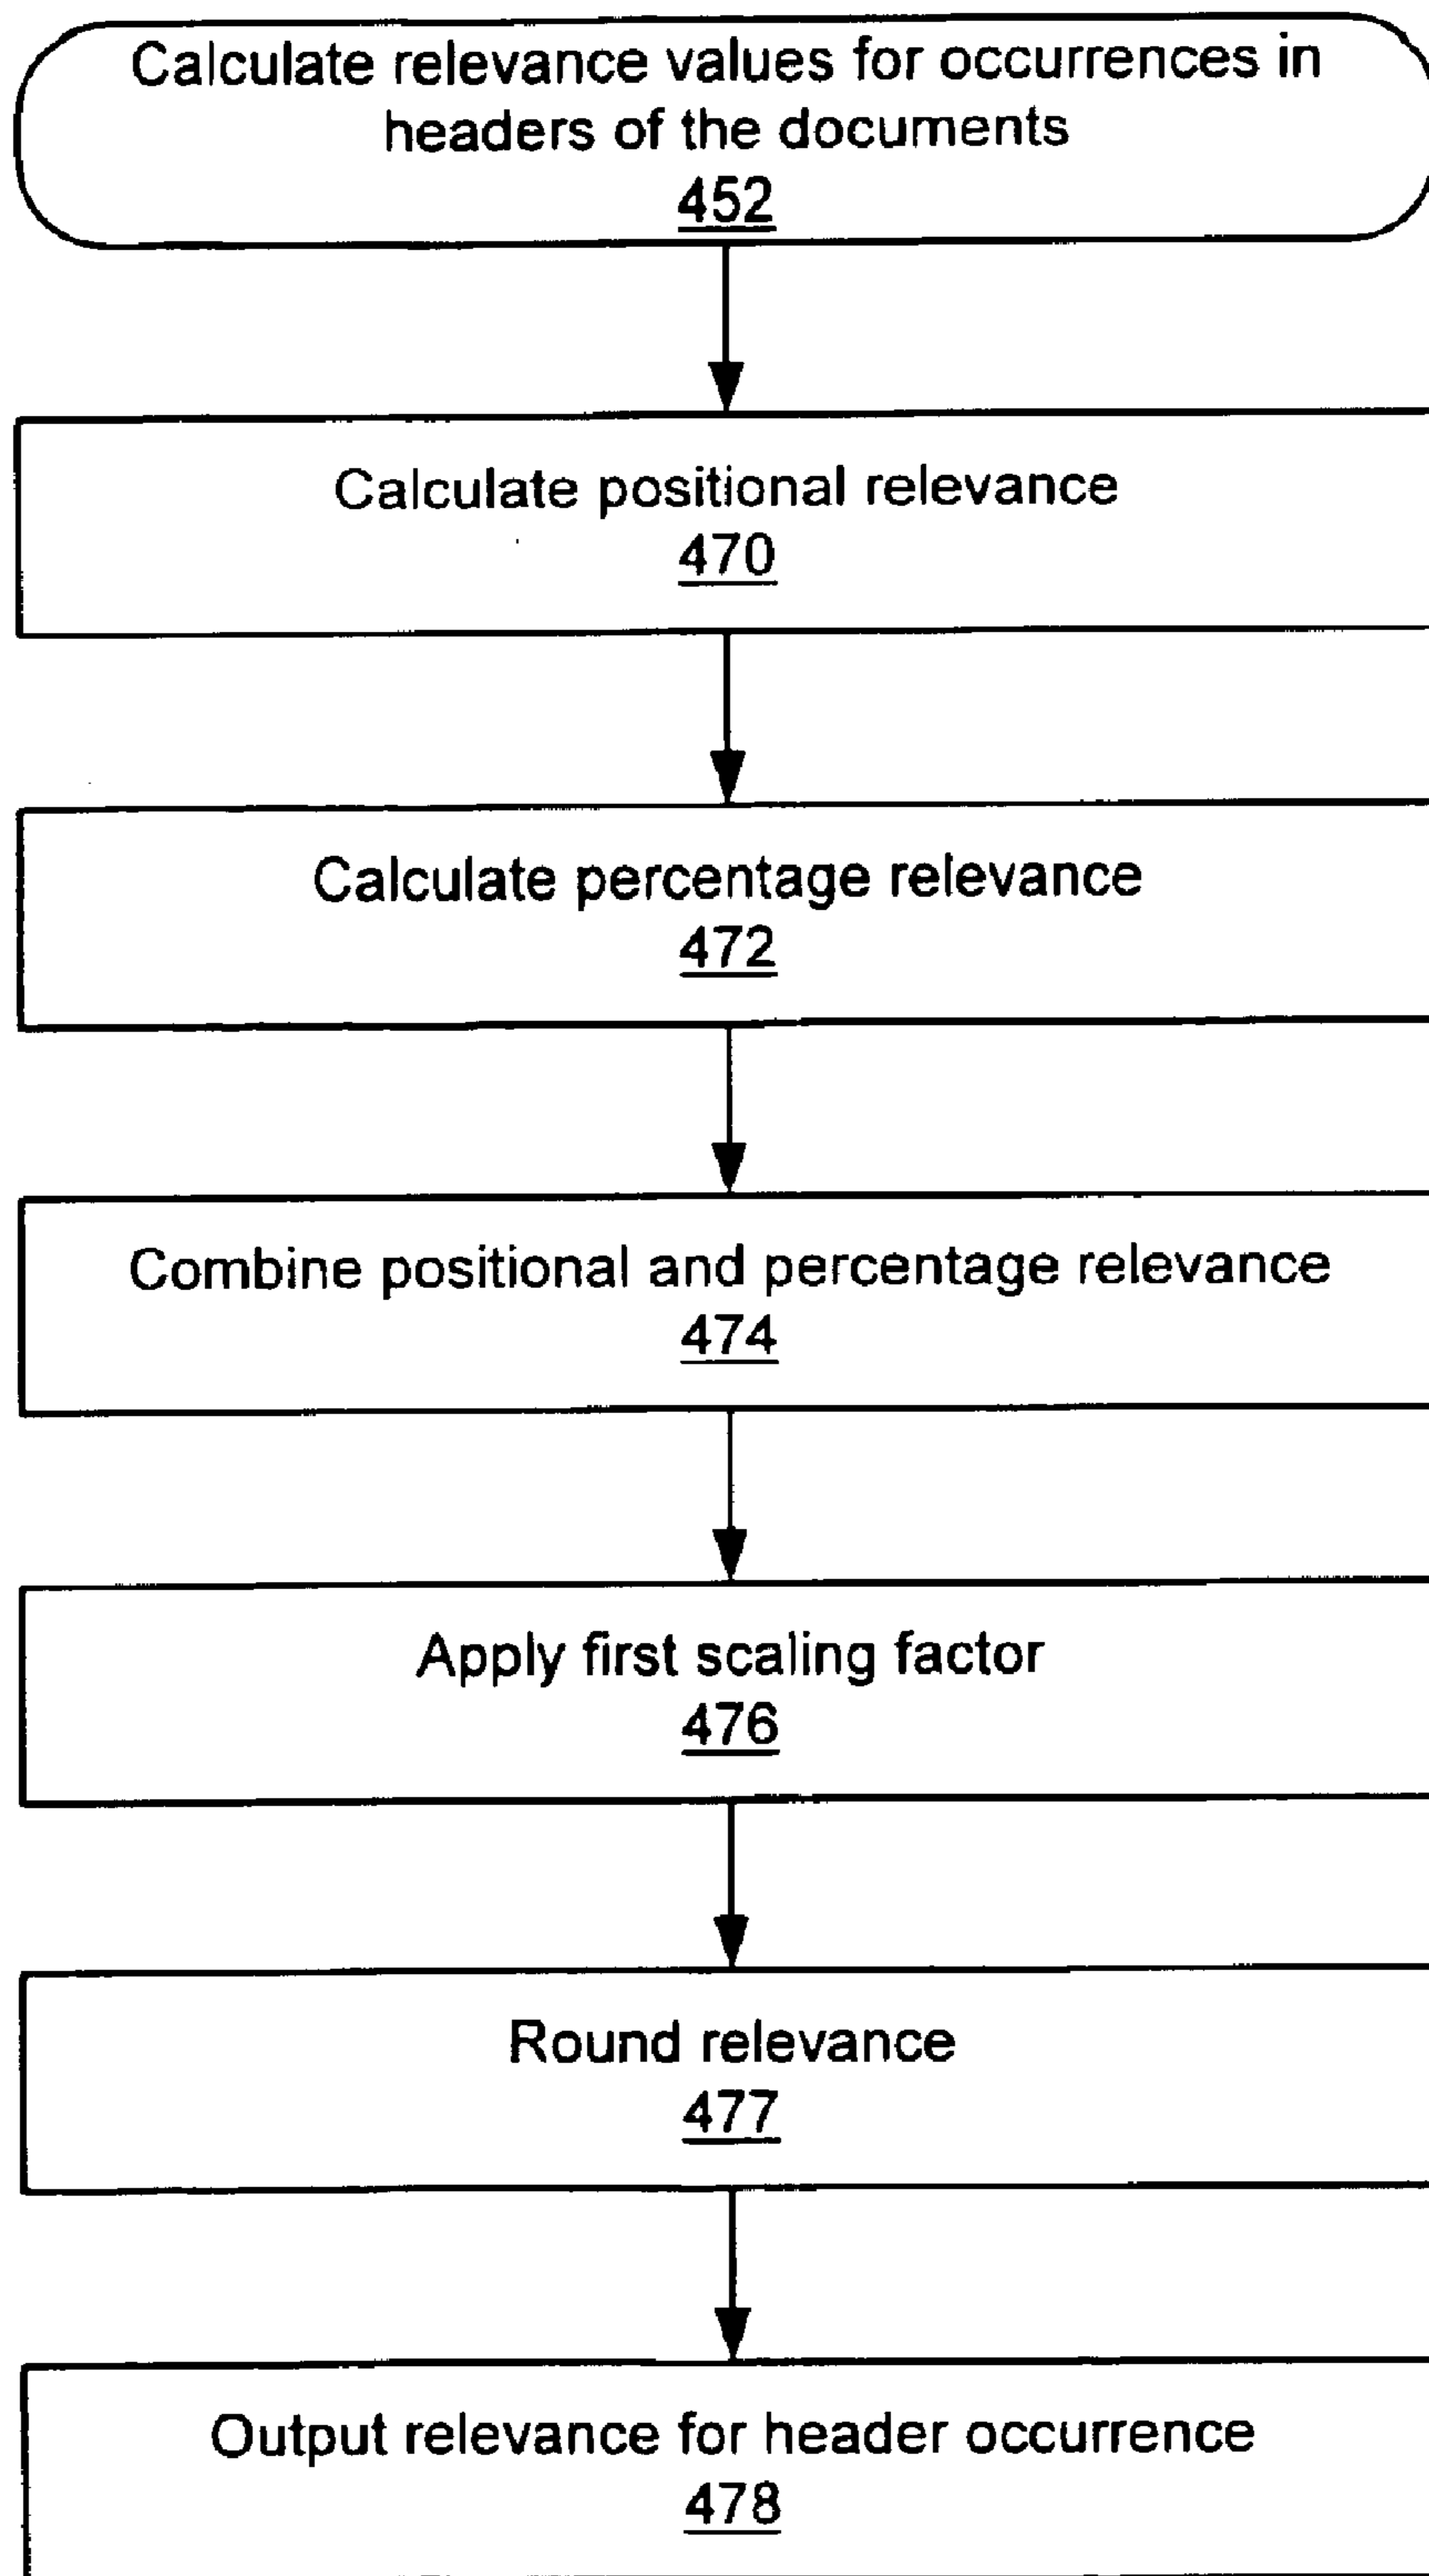 Calculate relevance values for occurrences in
headers of the documents
452
Calculate positional relevance
470
Calculate percentage relevance
472
Combine positional and percentage relevance
474
Apply first scaling factor
476
Round relevance
477
Output relevance for header occurrence
478